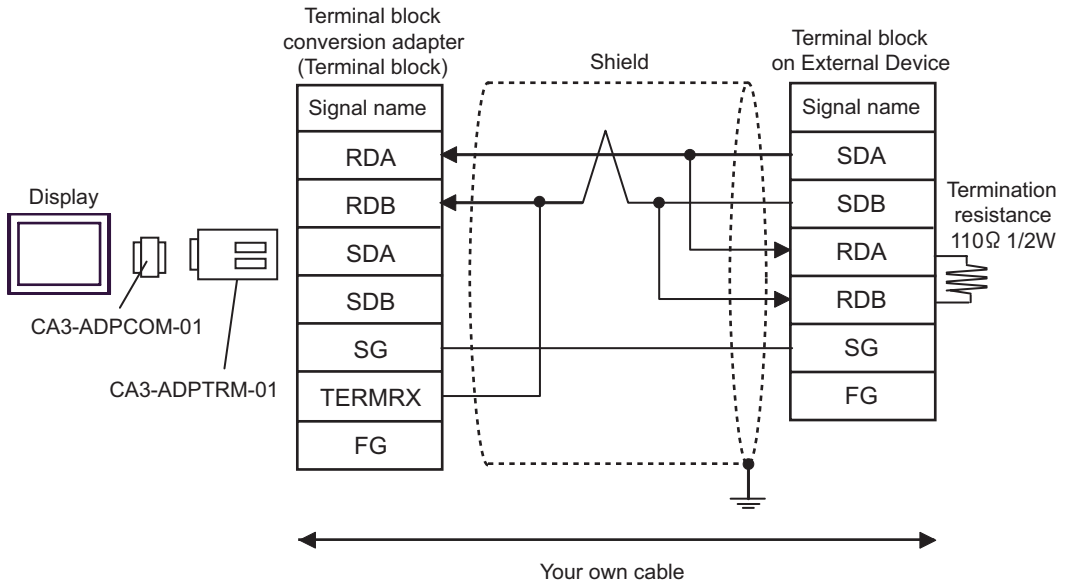 Terminal block
conversion adapter
(Terminal block)
Shield
Terminal block
on External Device
Signal name
RDA
RDB
SDA
SDB
SG
TERMRX
FG
Signal name
SDA
SDB
RDA
RDB
SG
FG
Termination
resistance
110Ω 1/2W
Display
CA3-ADPCOM-01
CA3-ADPTRM-01
Your own cable